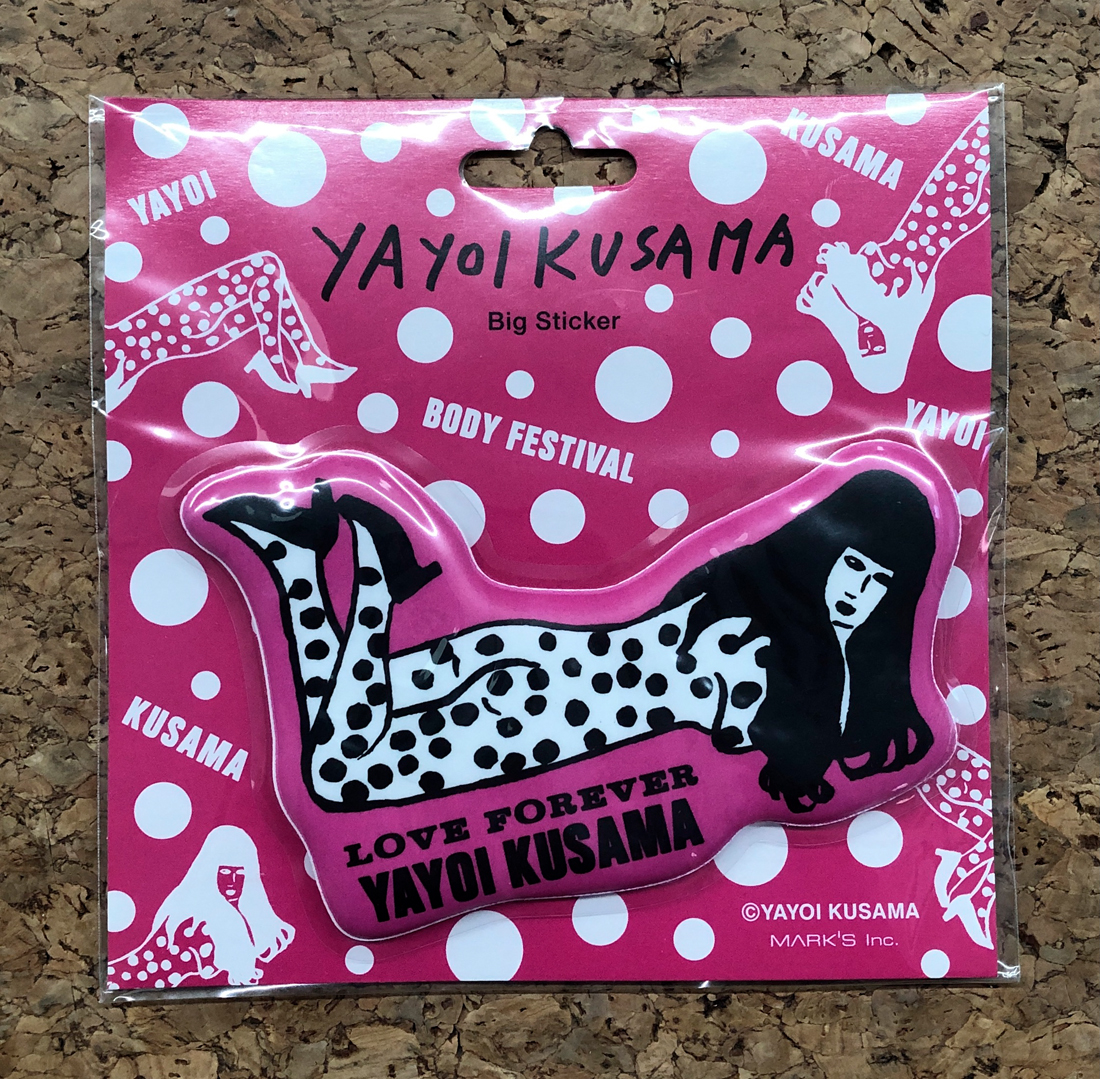 KUSAMA
YAYOI
YAYOI KUSAMA
Big Sticker
BODY FESTIVAL
YAYOI
KUSAMA
LOVE FOREVER
YAYOI KUSAMA
©YAYOI KUSAMA
MARK'S Inc.